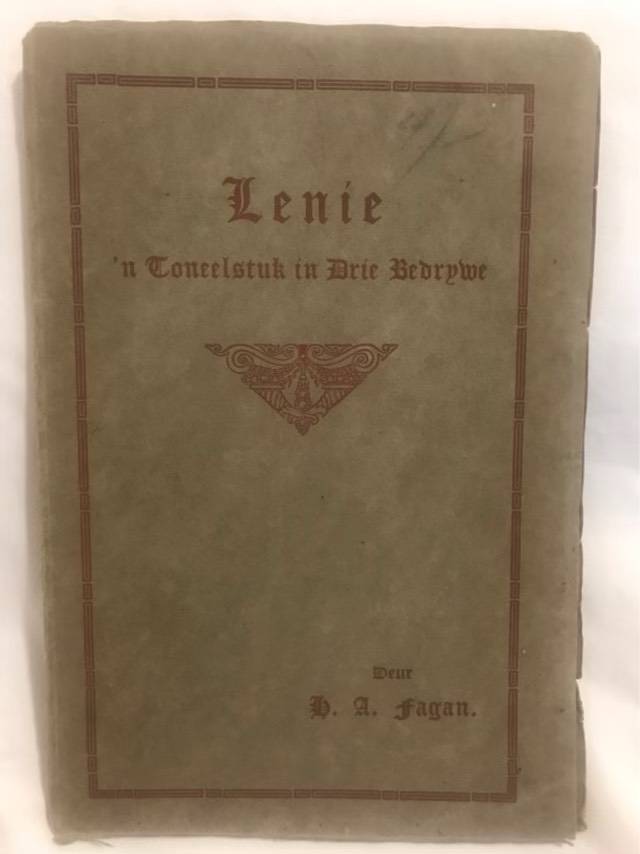 Lenie
'n Toneelstuk in Drie Bedrywe
Deur
H. A. Fagan.